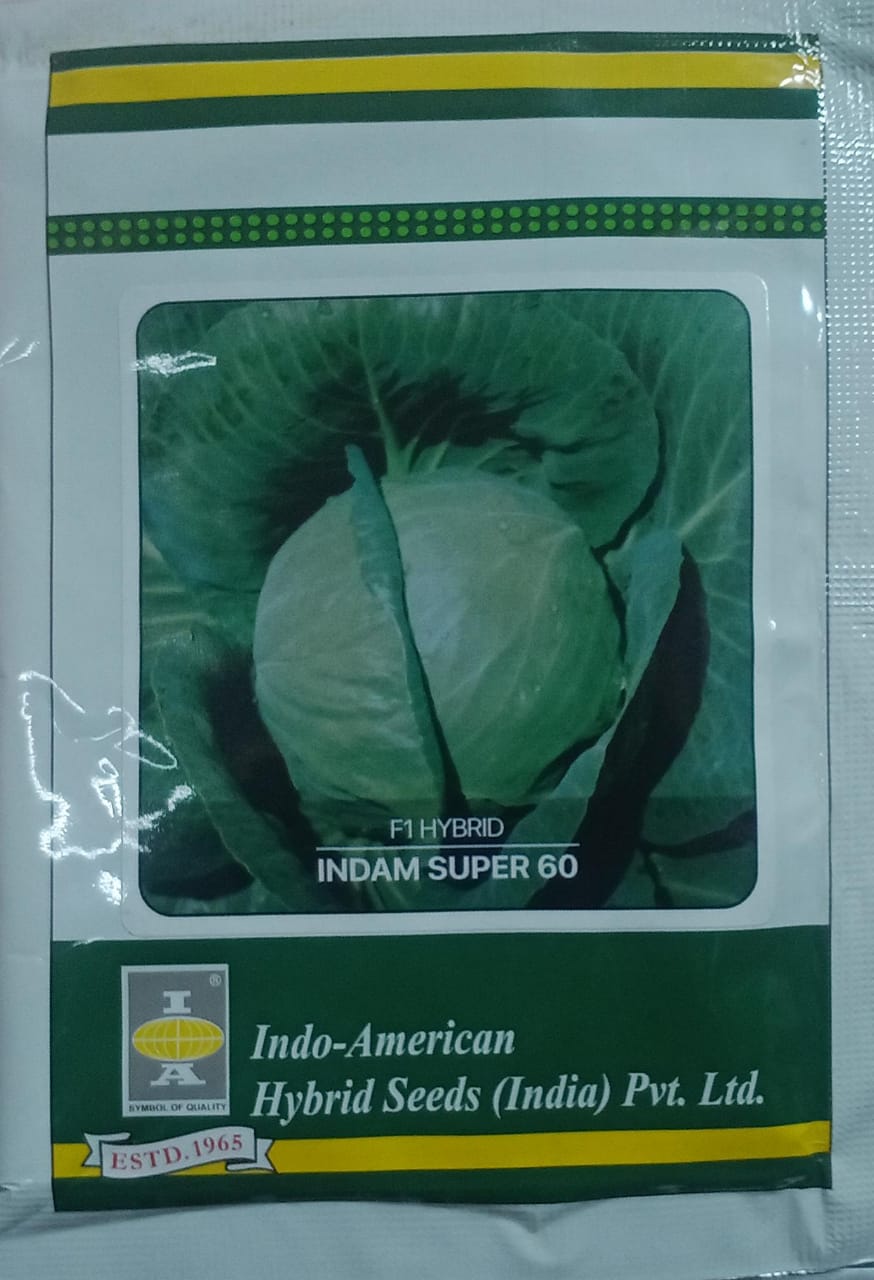 F1 HYBRID
INDAM SUPER 60
I
®
A
SYMBOL OF QUALITY
Indo-American
Hybrid Seeds (India) Pvt. Ltd.
ESTD.1965